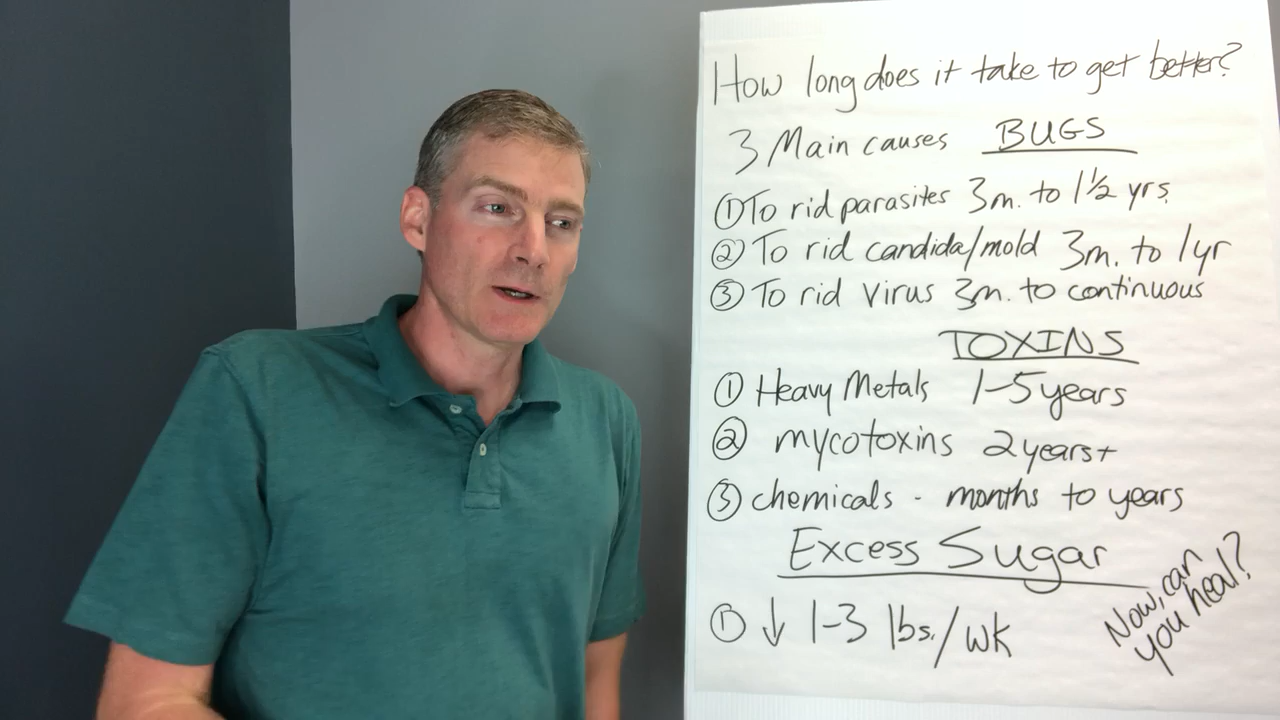 How long does it take to get better?
3 Main causes BUGS
① To rid parasites 3m. to 1 1/2 yrs.
② To rid candida/mold 3m. to 1yr
③ To rid virus 3m. to continuous
TOXINS
① Heavy Metals 1-5 years
② mycotoxins 2years+
③ chemicals - months to years
Excess Sugar
① ↓ 1-3 lbs./wk
Now, can
you heal?